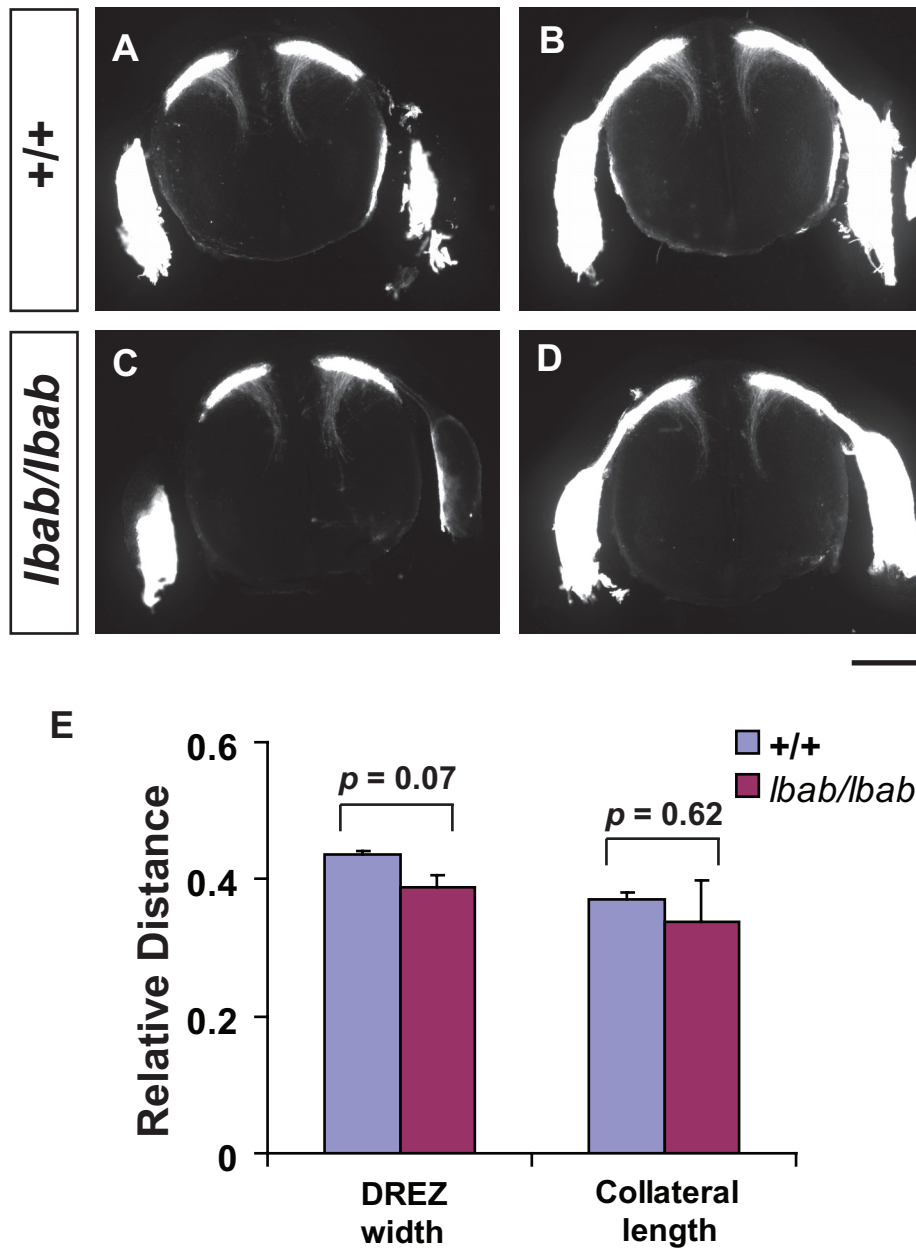 A
B
+/+
C
D
lbab/lbab
E
+/+
lbab/lbab
p = 0.07
p = 0.62
Relative Distance
0.6
0.4
0.2
0
DREZ
width
Collateral
length